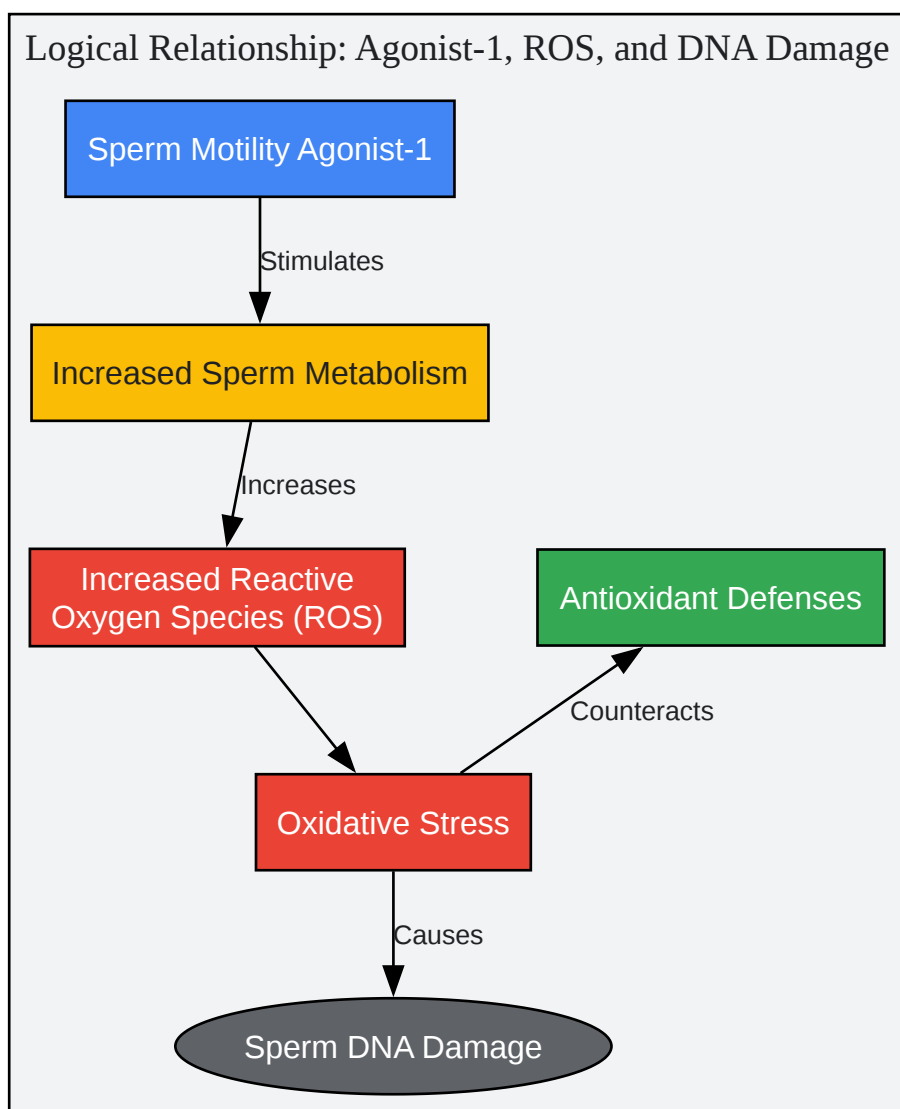 Logical Relationship: Agonist-1, ROS, and DNA Damage
Sperm Motility Agonist-1
Stimulates
Increased Sperm Metabolism
Increases
Increased Reactive
Oxygen Species (ROS)
Antioxidant Defenses
Counteracts
Oxidative Stress
Causes
Sperm DNA Damage